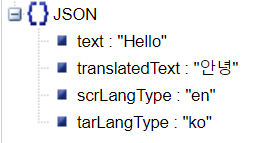 JSON
text : "Hello"
translatedText : "안녕"
scrLangType : "en"
tarLangType : "ko"